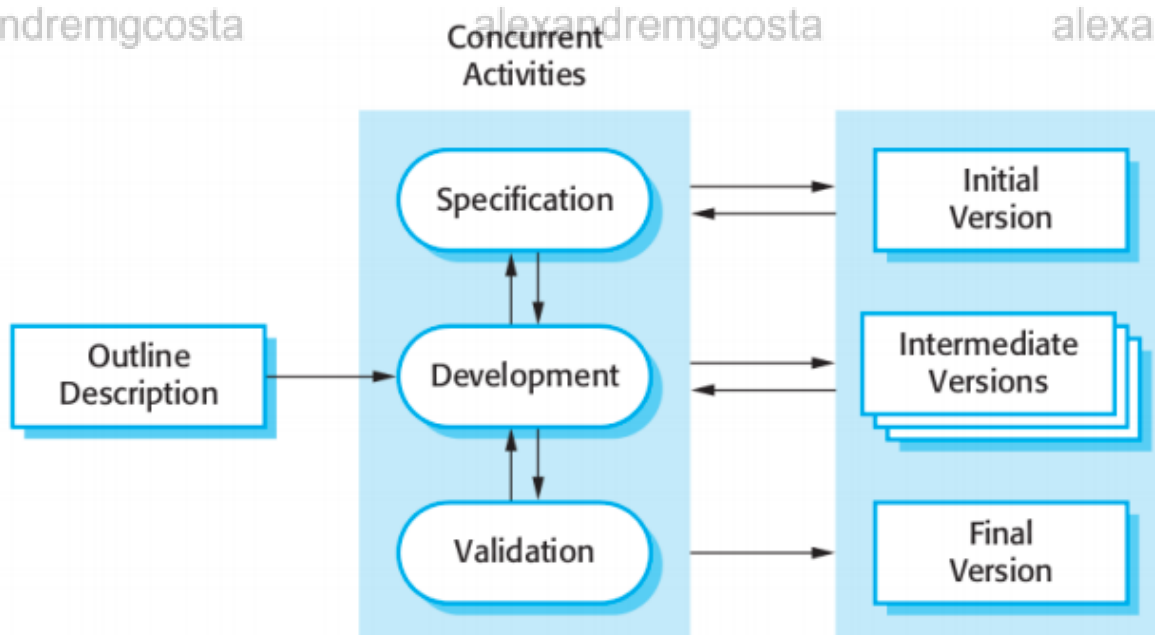 ndremgcosta
alexandremgcosta
alexa
Concurrent
Activities
Specification
Initial
Version
Outline
Description
Development
Intermediate
Versions
Validation
Final
Version